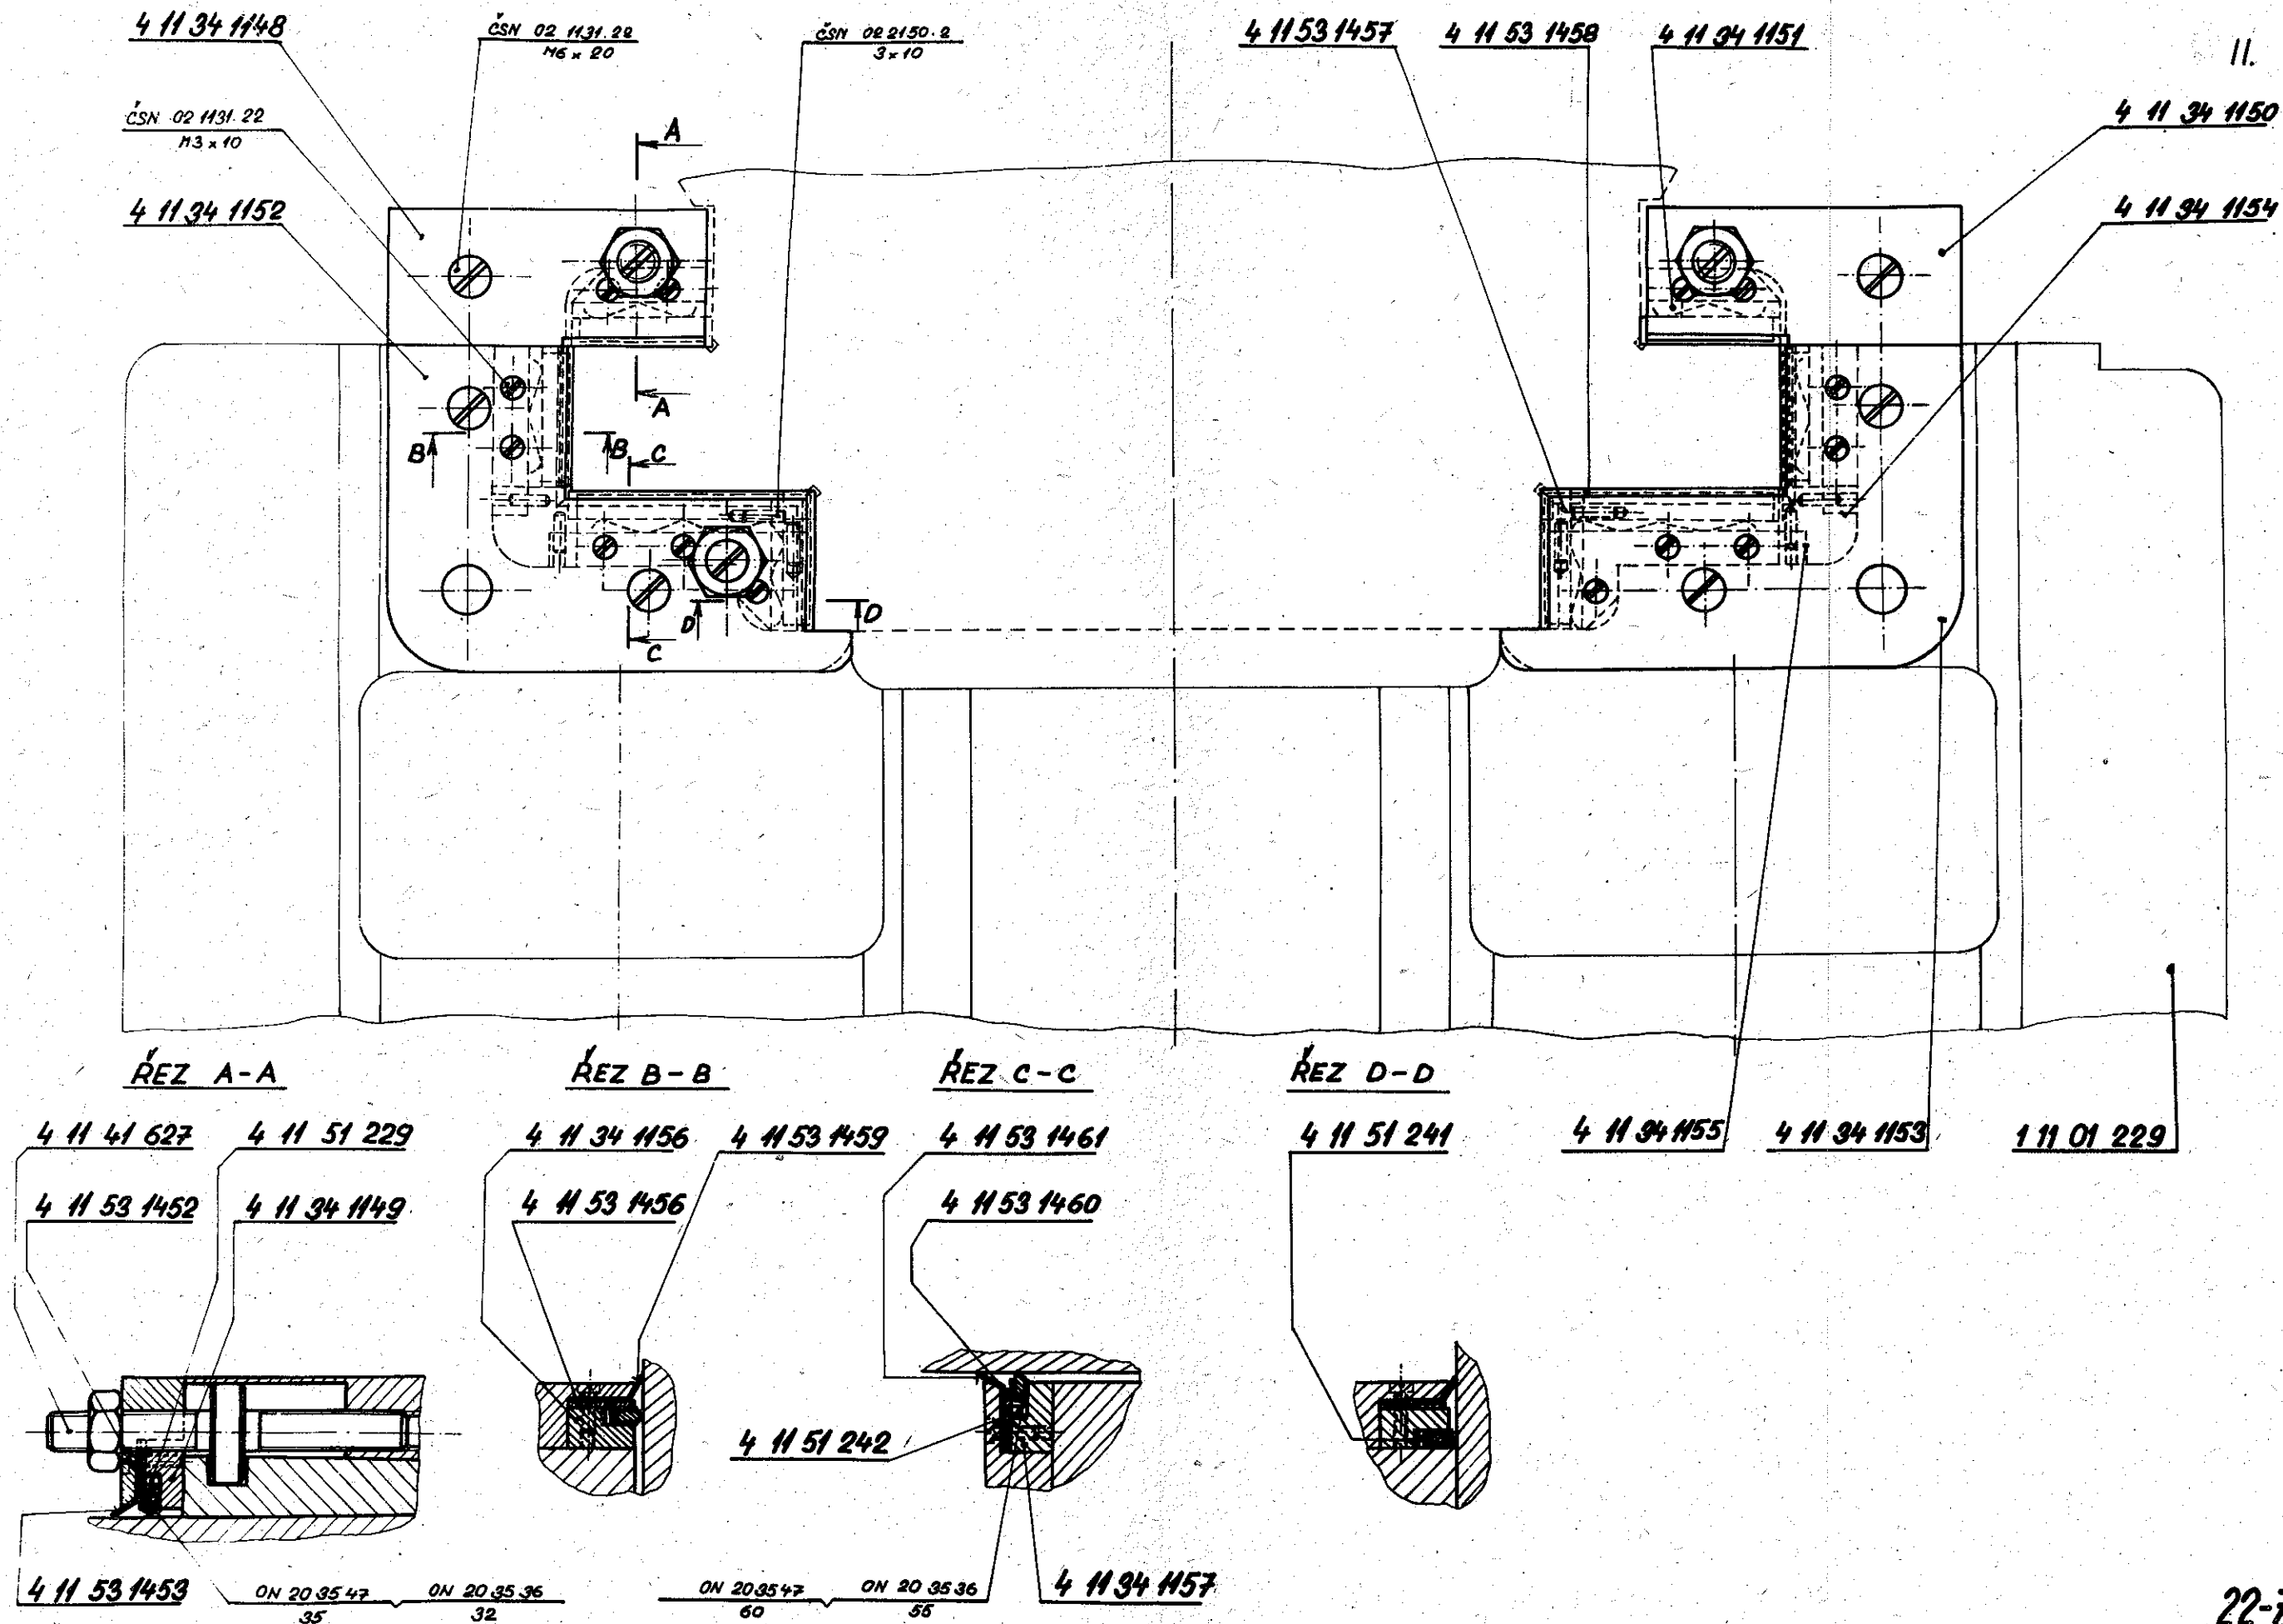 4 11 34 1148
ČSN 02 1131.22
M6 x 20
ČSN 02 2150.2
3 x 10
4 11 53 1457
4 11 53 1458
4 11 34 1151
II.
ČSN 02 1131.22
M3 x 10
4 11 34 1150
4 11 34 1152
4 11 34 1154
A
A
B
B
C
C
D
D
ŘEZ A-A
ŘEZ B-B
ŘEZ C-C
ŘEZ D-D
4 11 41 627
4 11 51 229
4 11 34 1156
4 11 53 1459
4 11 53 1461
4 11 51 241
4 11 34 1155
4 11 34 1153
1 11 01 229
4 11 53 1452
4 11 34 1149
4 11 53 1456
4 11 53 1460
4 11 51 242
4 11 53 1453
ON 20 35 47
35
ON 20 35 36
32
ON 20 35 47
60
ON 20 35 36
55
4 11 34 1157